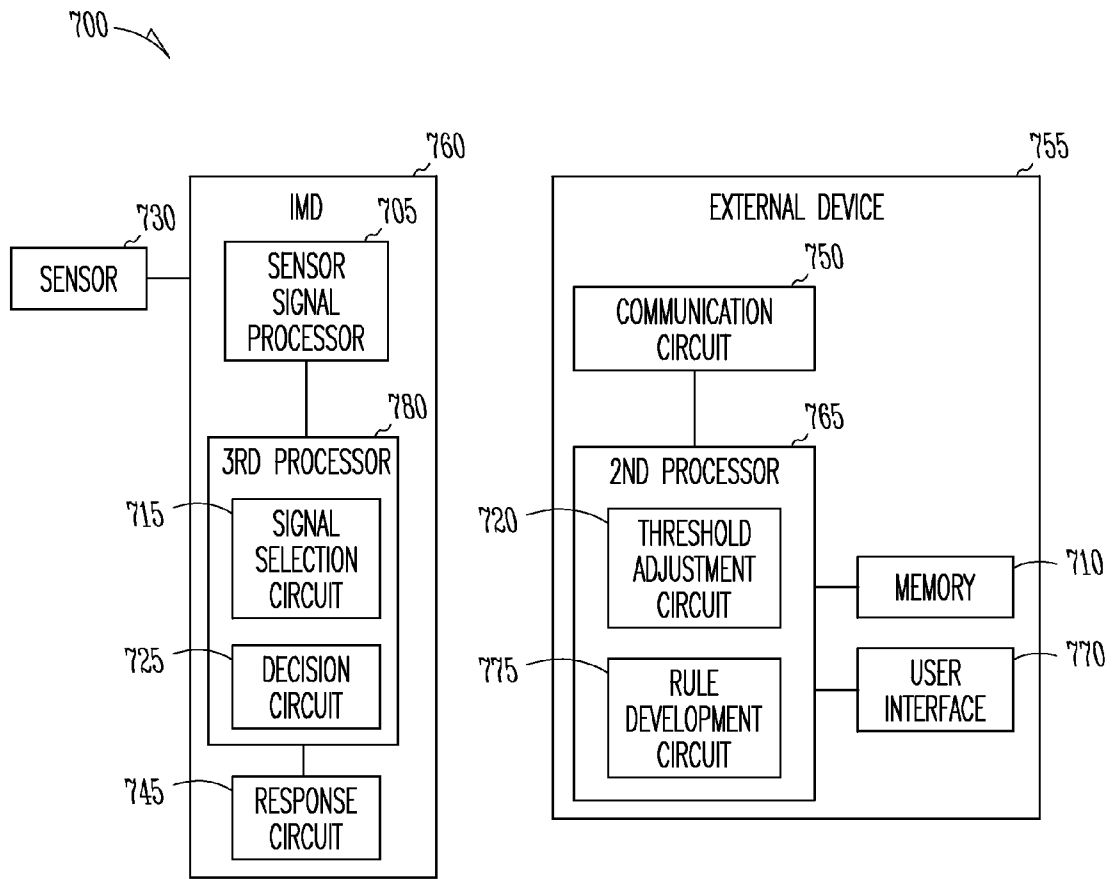 700
760
IMD
730
SENSOR
705
SENSOR
SIGNAL
PROCESSOR
780
3RD PROCESSOR
715
SIGNAL
SELECTION
CIRCUIT
725
DECISION
CIRCUIT
745
RESPONSE
CIRCUIT
755
EXTERNAL DEVICE
750
COMMUNICATION
CIRCUIT
765
2ND PROCESSOR
720
THRESHOLD
ADJUSTMENT
CIRCUIT
710
MEMORY
775
RULE
DEVELOPMENT
CIRCUIT
770
USER
INTERFACE